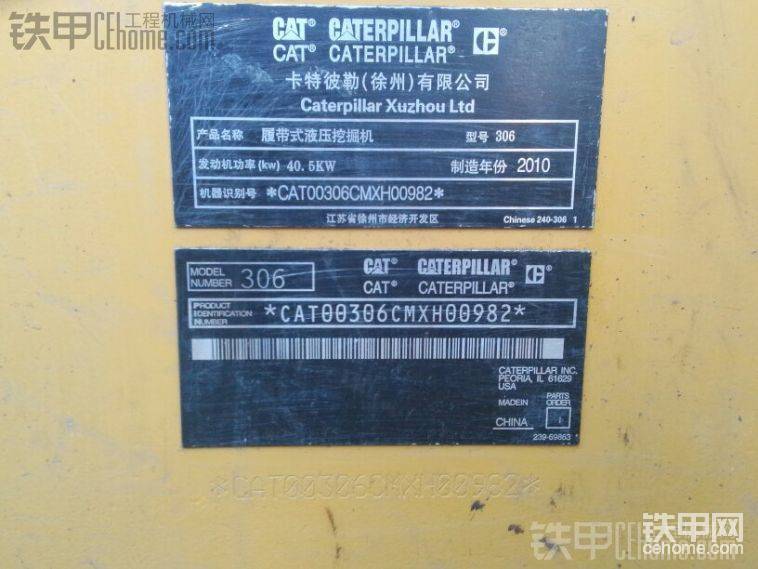 铁甲 工程机械网
CEhome.com
CAT® CATERPILLAR®
CAT® CATERPILLAR®
卡特彼勒(徐州)有限公司
Caterpillar Xuzhou Ltd
产品名称 履带式液压挖掘机 型号 306
发动机功率(kw) 40.5KW 制造年份 2010
机器识别号 *CAT00306CMXH00982*
江苏省徐州市经济开发区 Chinese 240-306 1
MODEL NUMBER 306 CAT® CATERPILLAR®
CAT® CATERPILLAR®
PRODUCT IDENTIFICATION NUMBER *CAT00306CMXH00982*
CATERPILLAR INC.
PEORIA, IL 61629
USA
MADE IN PARTS ORDER
CHINA
239-69863
*CAT00306CMXH00982*
铁甲
铁甲网
cehome.com